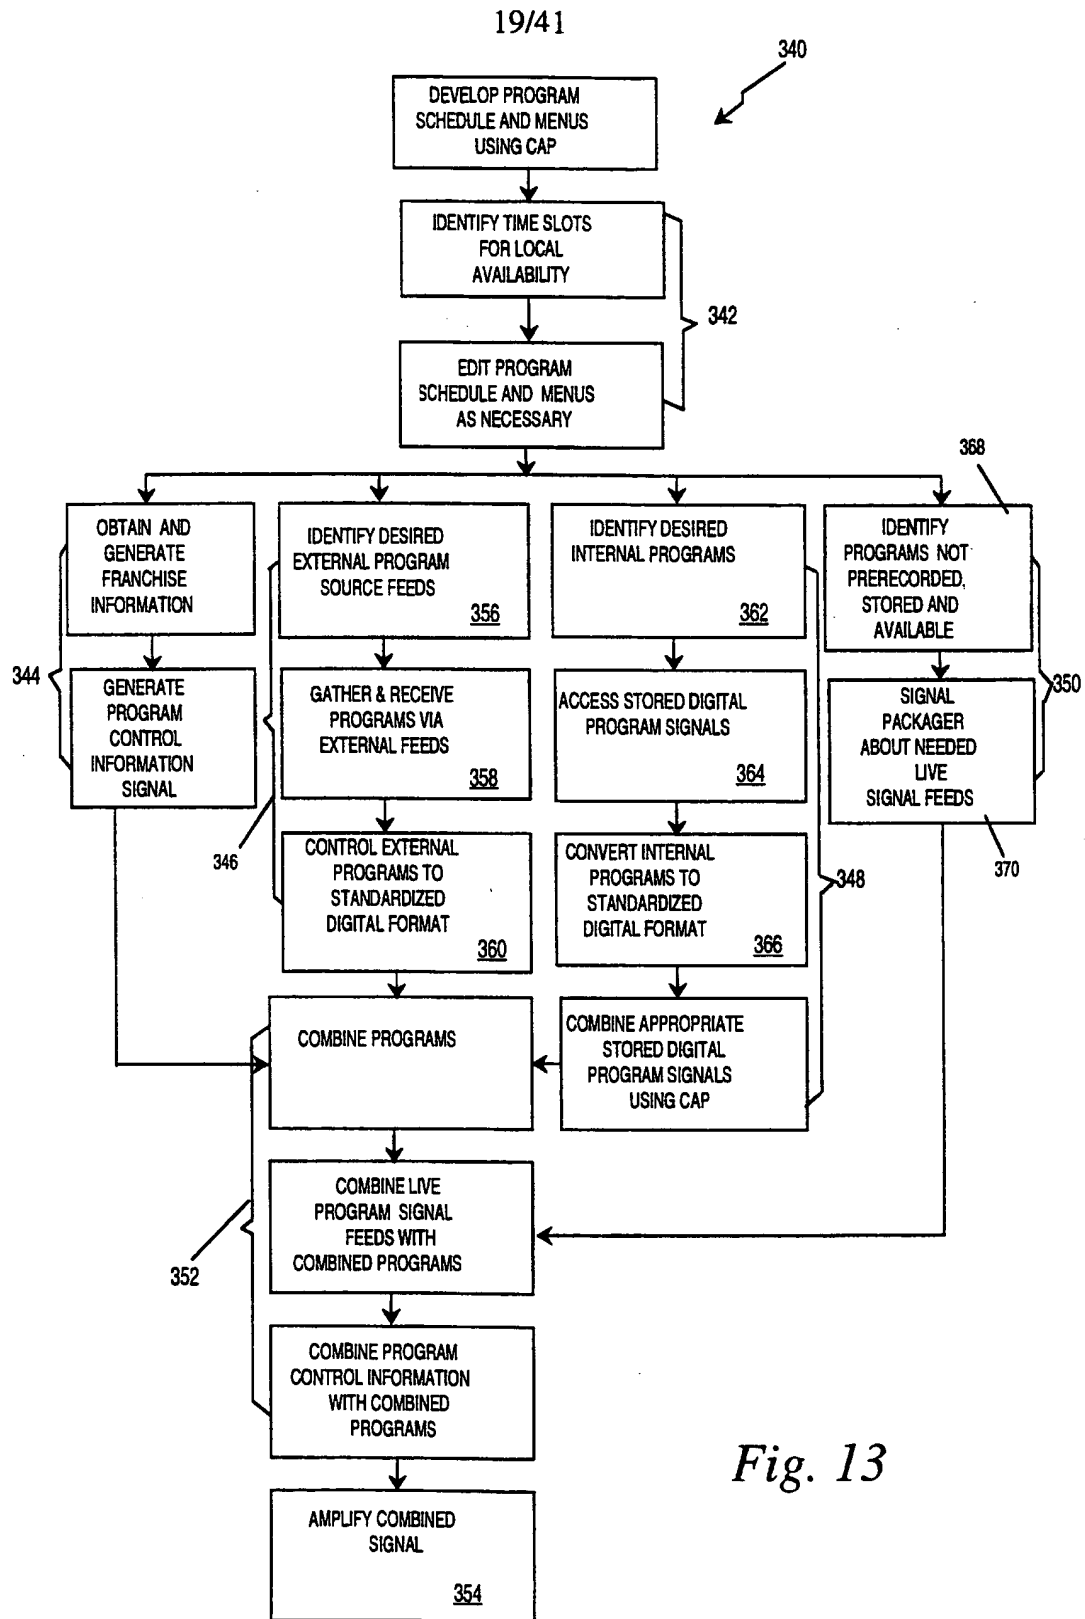 19/41
340
DEVELOP PROGRAM
SCHEDULE AND MENUS
USING CAP
IDENTIFY TIME SLOTS
FOR LOCAL
AVAILABILITY
342
EDIT PROGRAM
SCHEDULE AND MENUS
AS NECESSARY
368
OBTAIN AND
GENERATE
FRANCHISE
INFORMATION
IDENTIFY DESIRED
EXTERNAL PROGRAM
SOURCE FEEDS
356
IDENTIFY DESIRED
INTERNAL PROGRAMS
362
IDENTIFY
PROGRAMS NOT
PRERECORDED,
STORED AND
AVAILABLE
344
350
GENERATE
PROGRAM
CONTROL
INFORMATION
SIGNAL
GATHER & RECEIVE
PROGRAMS VIA
EXTERNAL FEEDS
358
ACCESS STORED DIGITAL
PROGRAM SIGNALS
364
SIGNAL
PACKAGER
ABOUT NEEDED
LIVE
SIGNAL FEEDS
346
CONTROL EXTERNAL
PROGRAMS TO
STANDARDIZED
DIGITAL FORMAT
360
CONVERT INTERNAL
PROGRAMS TO
STANDARDIZED
DIGITAL FORMAT
366
348
370
COMBINE PROGRAMS
COMBINE APPROPRIATE
STORED DIGITAL
PROGRAM SIGNALS
USING CAP
COMBINE LIVE
PROGRAM SIGNAL
FEEDS WITH
COMBINED PROGRAMS
352
COMBINE PROGRAM
CONTROL INFORMATION
WITH COMBINED
PROGRAMS
Fig. 13
AMPLIFY COMBINED
SIGNAL
354